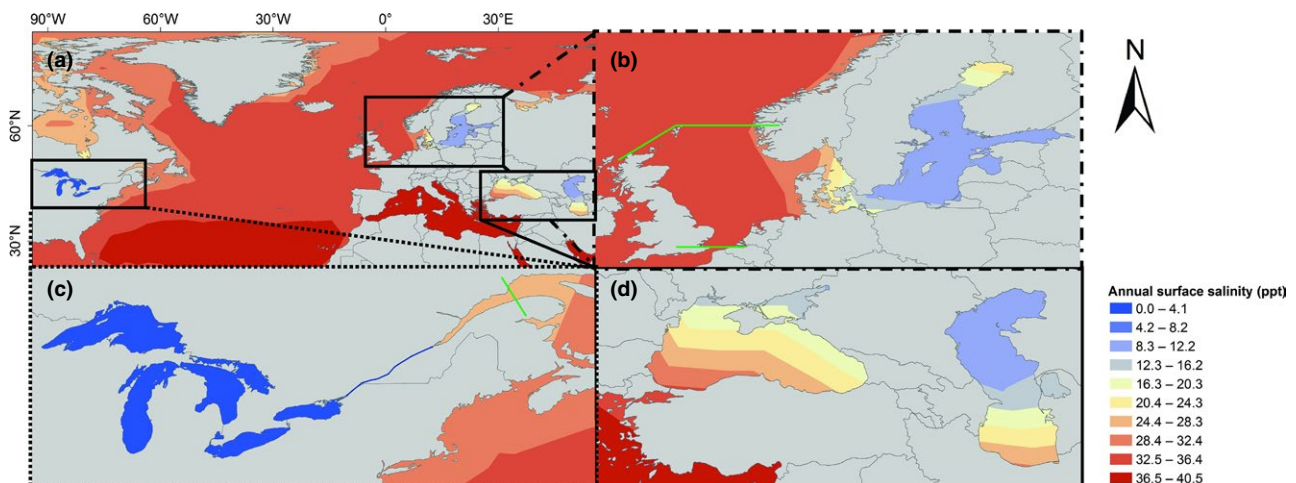 90°W 60°W 30°W 0° 30°E
(a)
(b)
N
60°N
30°N
(c)
(d)
Annual surface salinity (ppt)
0.0 – 4.1
4.2 – 8.2
8.3 – 12.2
12.3 – 16.2
16.3 – 20.3
20.4 – 24.3
24.4 – 28.3
28.4 – 32.4
32.5 – 36.4
36.5 – 40.5